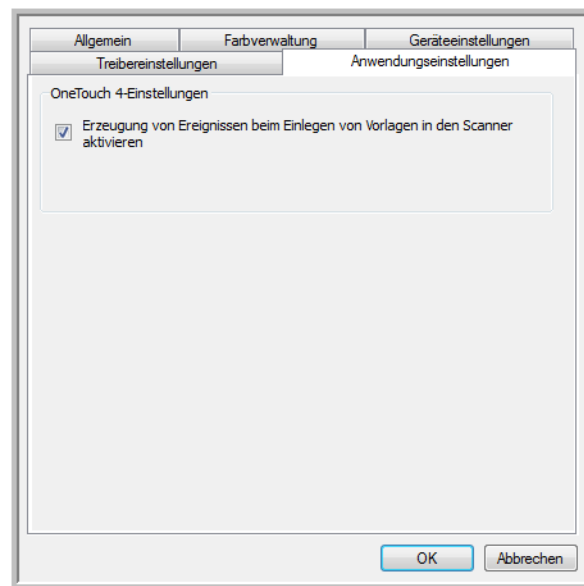 Allgemein
Farbverwaltung
Geräteeinstellungen
Treibereinstellungen
Anwendungseinstellungen
OneTouch 4-Einstellungen
Erzeugung von Ereignissen beim Einlegen von Vorlagen in den Scanner
aktivieren
OK
Abbrechen